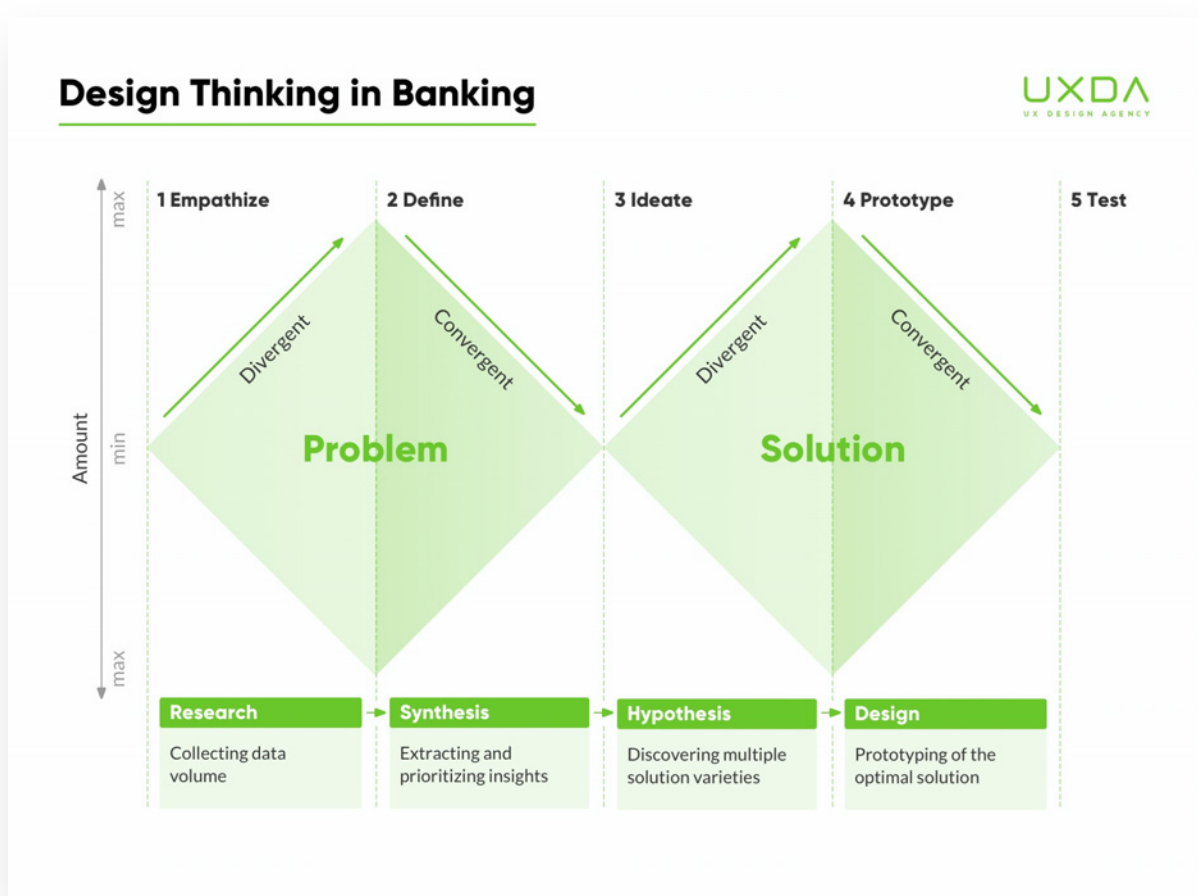 Design Thinking in Banking
UXDA
UX DESIGN AGENCY
1 Empathize
2 Define
3 Ideate
4 Prototype
5 Test
max
Amount
min
max
Divergent
Convergent
Problem
Divergent
Convergent
Solution
Research
Collecting data
volume
Synthesis
Extracting and
prioritizing insights
Hypothesis
Discovering multiple
solution varieties
Design
Prototyping of the
optimal solution